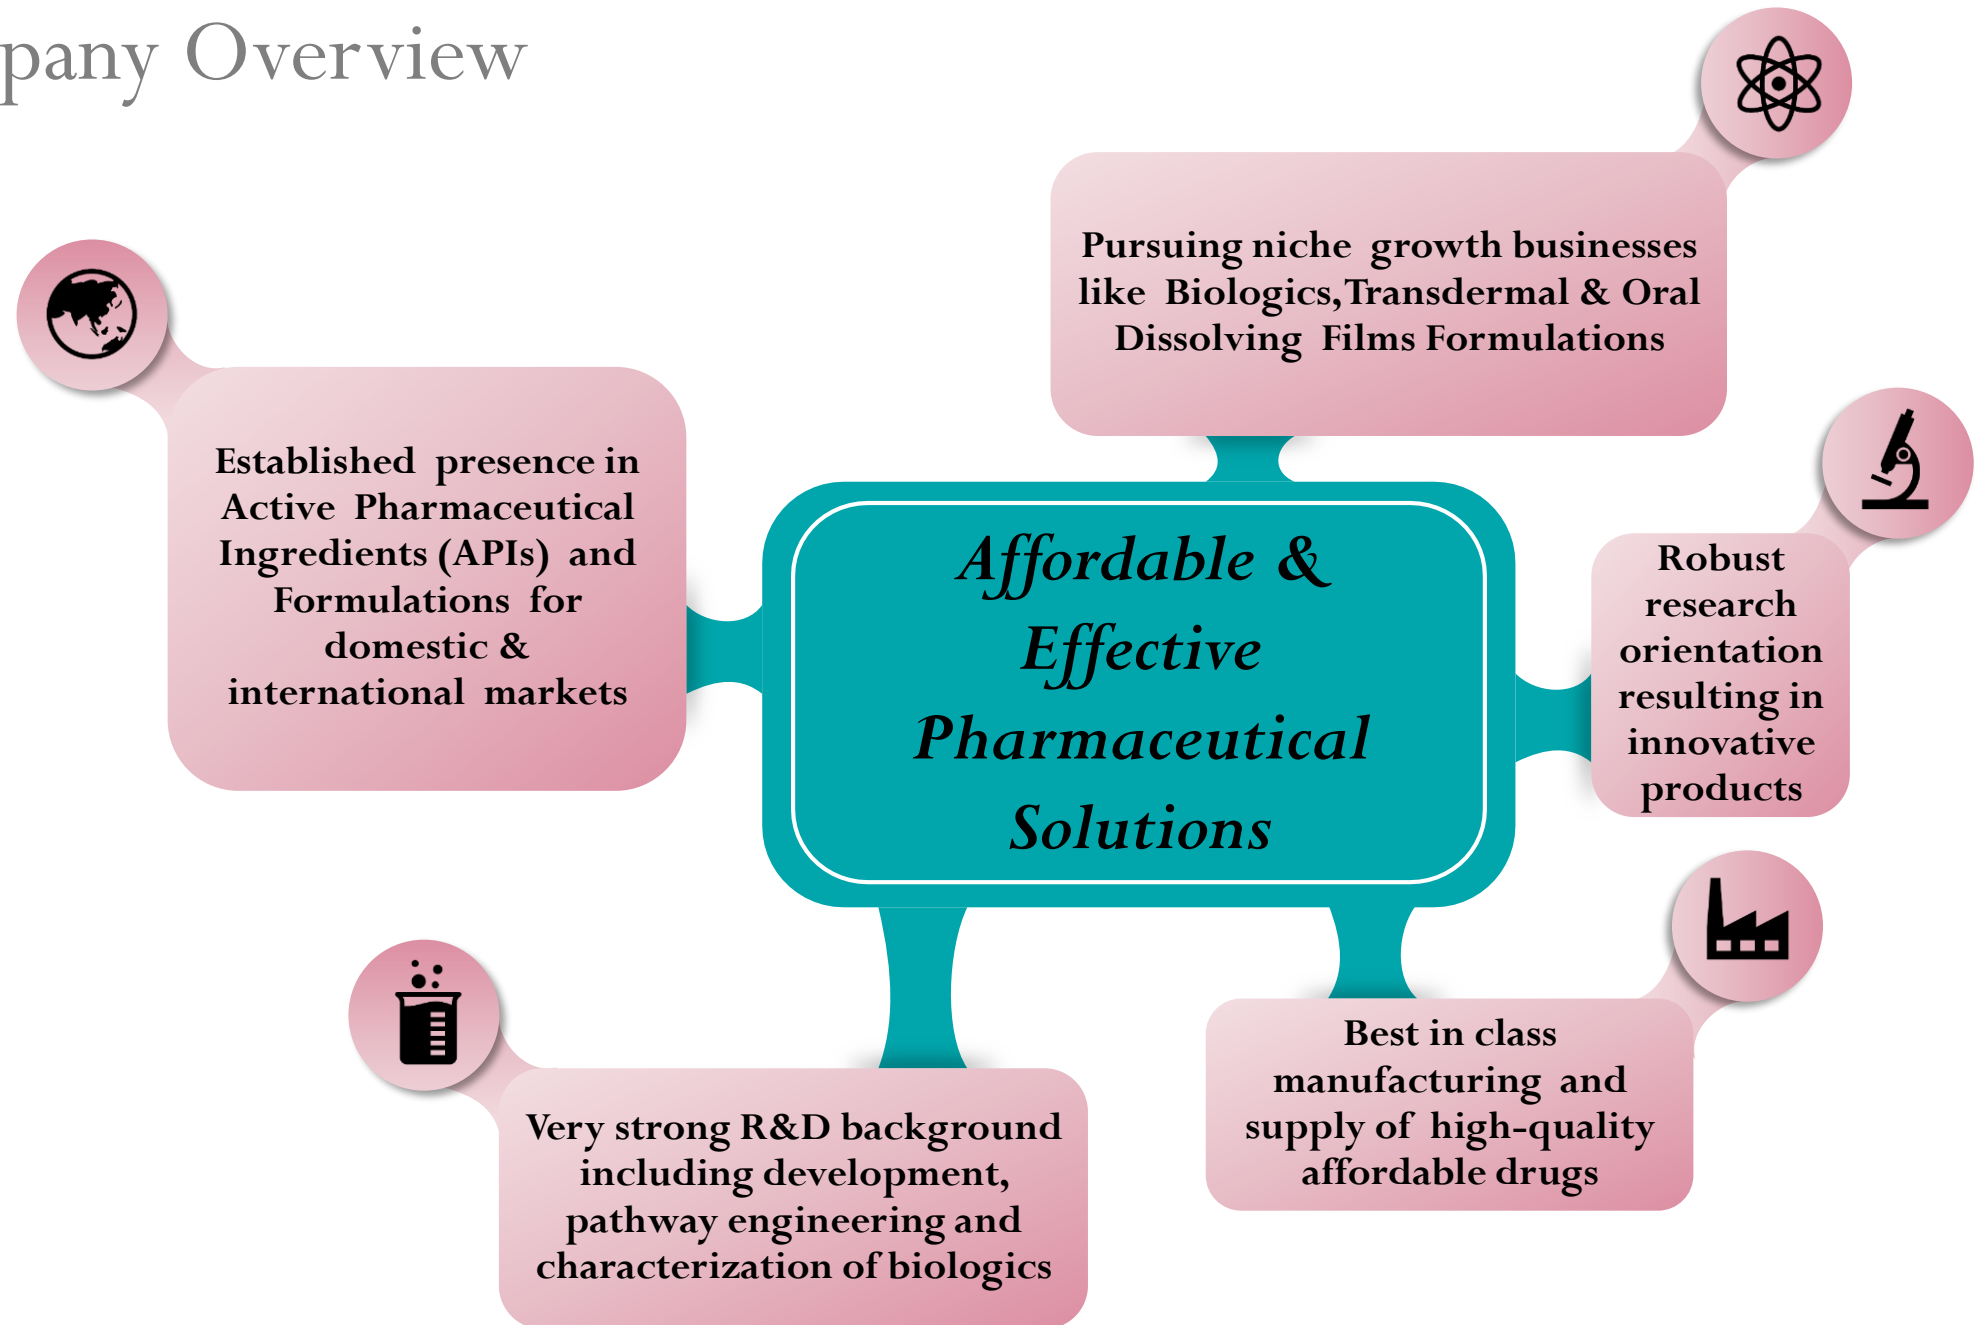 pany Overview
Pursuing niche growth businesses
like Biologics, Transdermal & Oral
Dissolving Films Formulations
Established presence in
Active Pharmaceutical
Ingredients (APIs) and
Formulations for
domestic &
international markets
Affordable &
Effective
Pharmaceutical
Solutions
Robust
research
orientation
resulting in
innovative
products
Very strong R&D background
including development,
pathway engineering and
characterization of biologics
Best in class
manufacturing and
supply of high-quality
affordable drugs